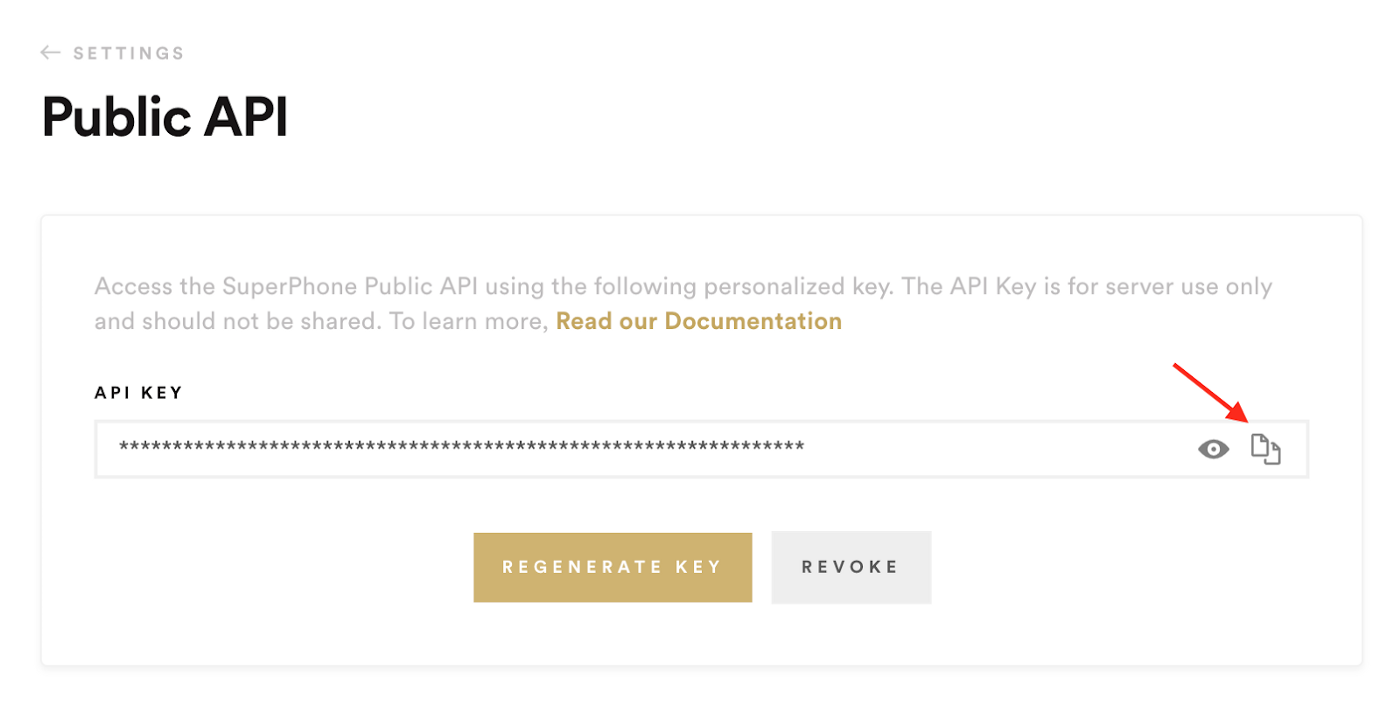 ← SETTINGS
Public API
Access the SuperPhone Public API using the following personalized key. The API Key is for server use only
and should not be shared. To learn more, Read our Documentation
API KEY
****************************************************************
REGENERATE KEY
REVOKE